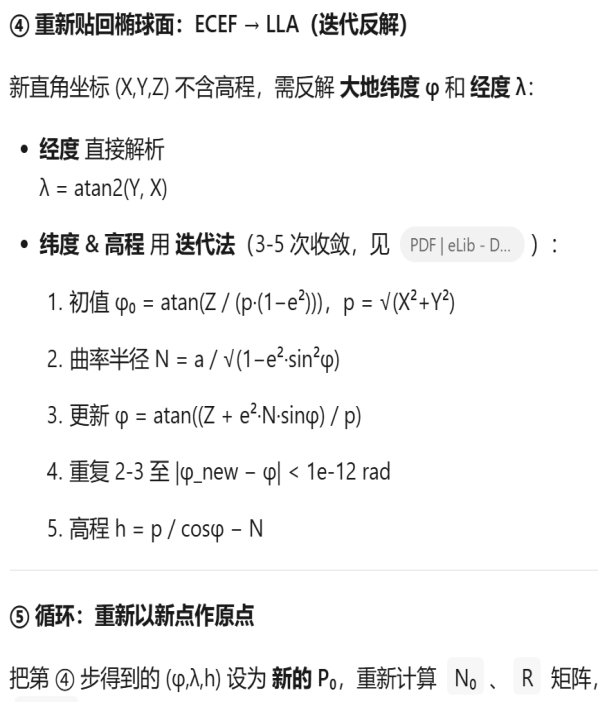 ④ 重新贴回椭球面：ECEF → LLA（迭代反解）
新直角坐标 (X,Y,Z) 不含高程，需反解 大地纬度 φ 和 经度 λ：
• 经度 直接解析
λ = atan2(Y, X)
• 纬度 & 高程 用 迭代法（3-5 次收敛，见 PDF | eLib - D... ）：
1. 初值 φ₀ = atan(Z / (p·(1−e²)))，p = √(X²+Y²)
2. 曲率半径 N = a / √(1−e²·sin²φ)
3. 更新 φ = atan((Z + e²·N·sinφ) / p)
4. 重复 2-3 至 |φ_new − φ| < 1e-12 rad
5. 高程 h = p / cosφ − N
⑤ 循环：重新以新点作原点
把第 ④ 步得到的 (φ,λ,h) 设为 新的 P₀，重新计算 N₀ 、 R 矩阵，